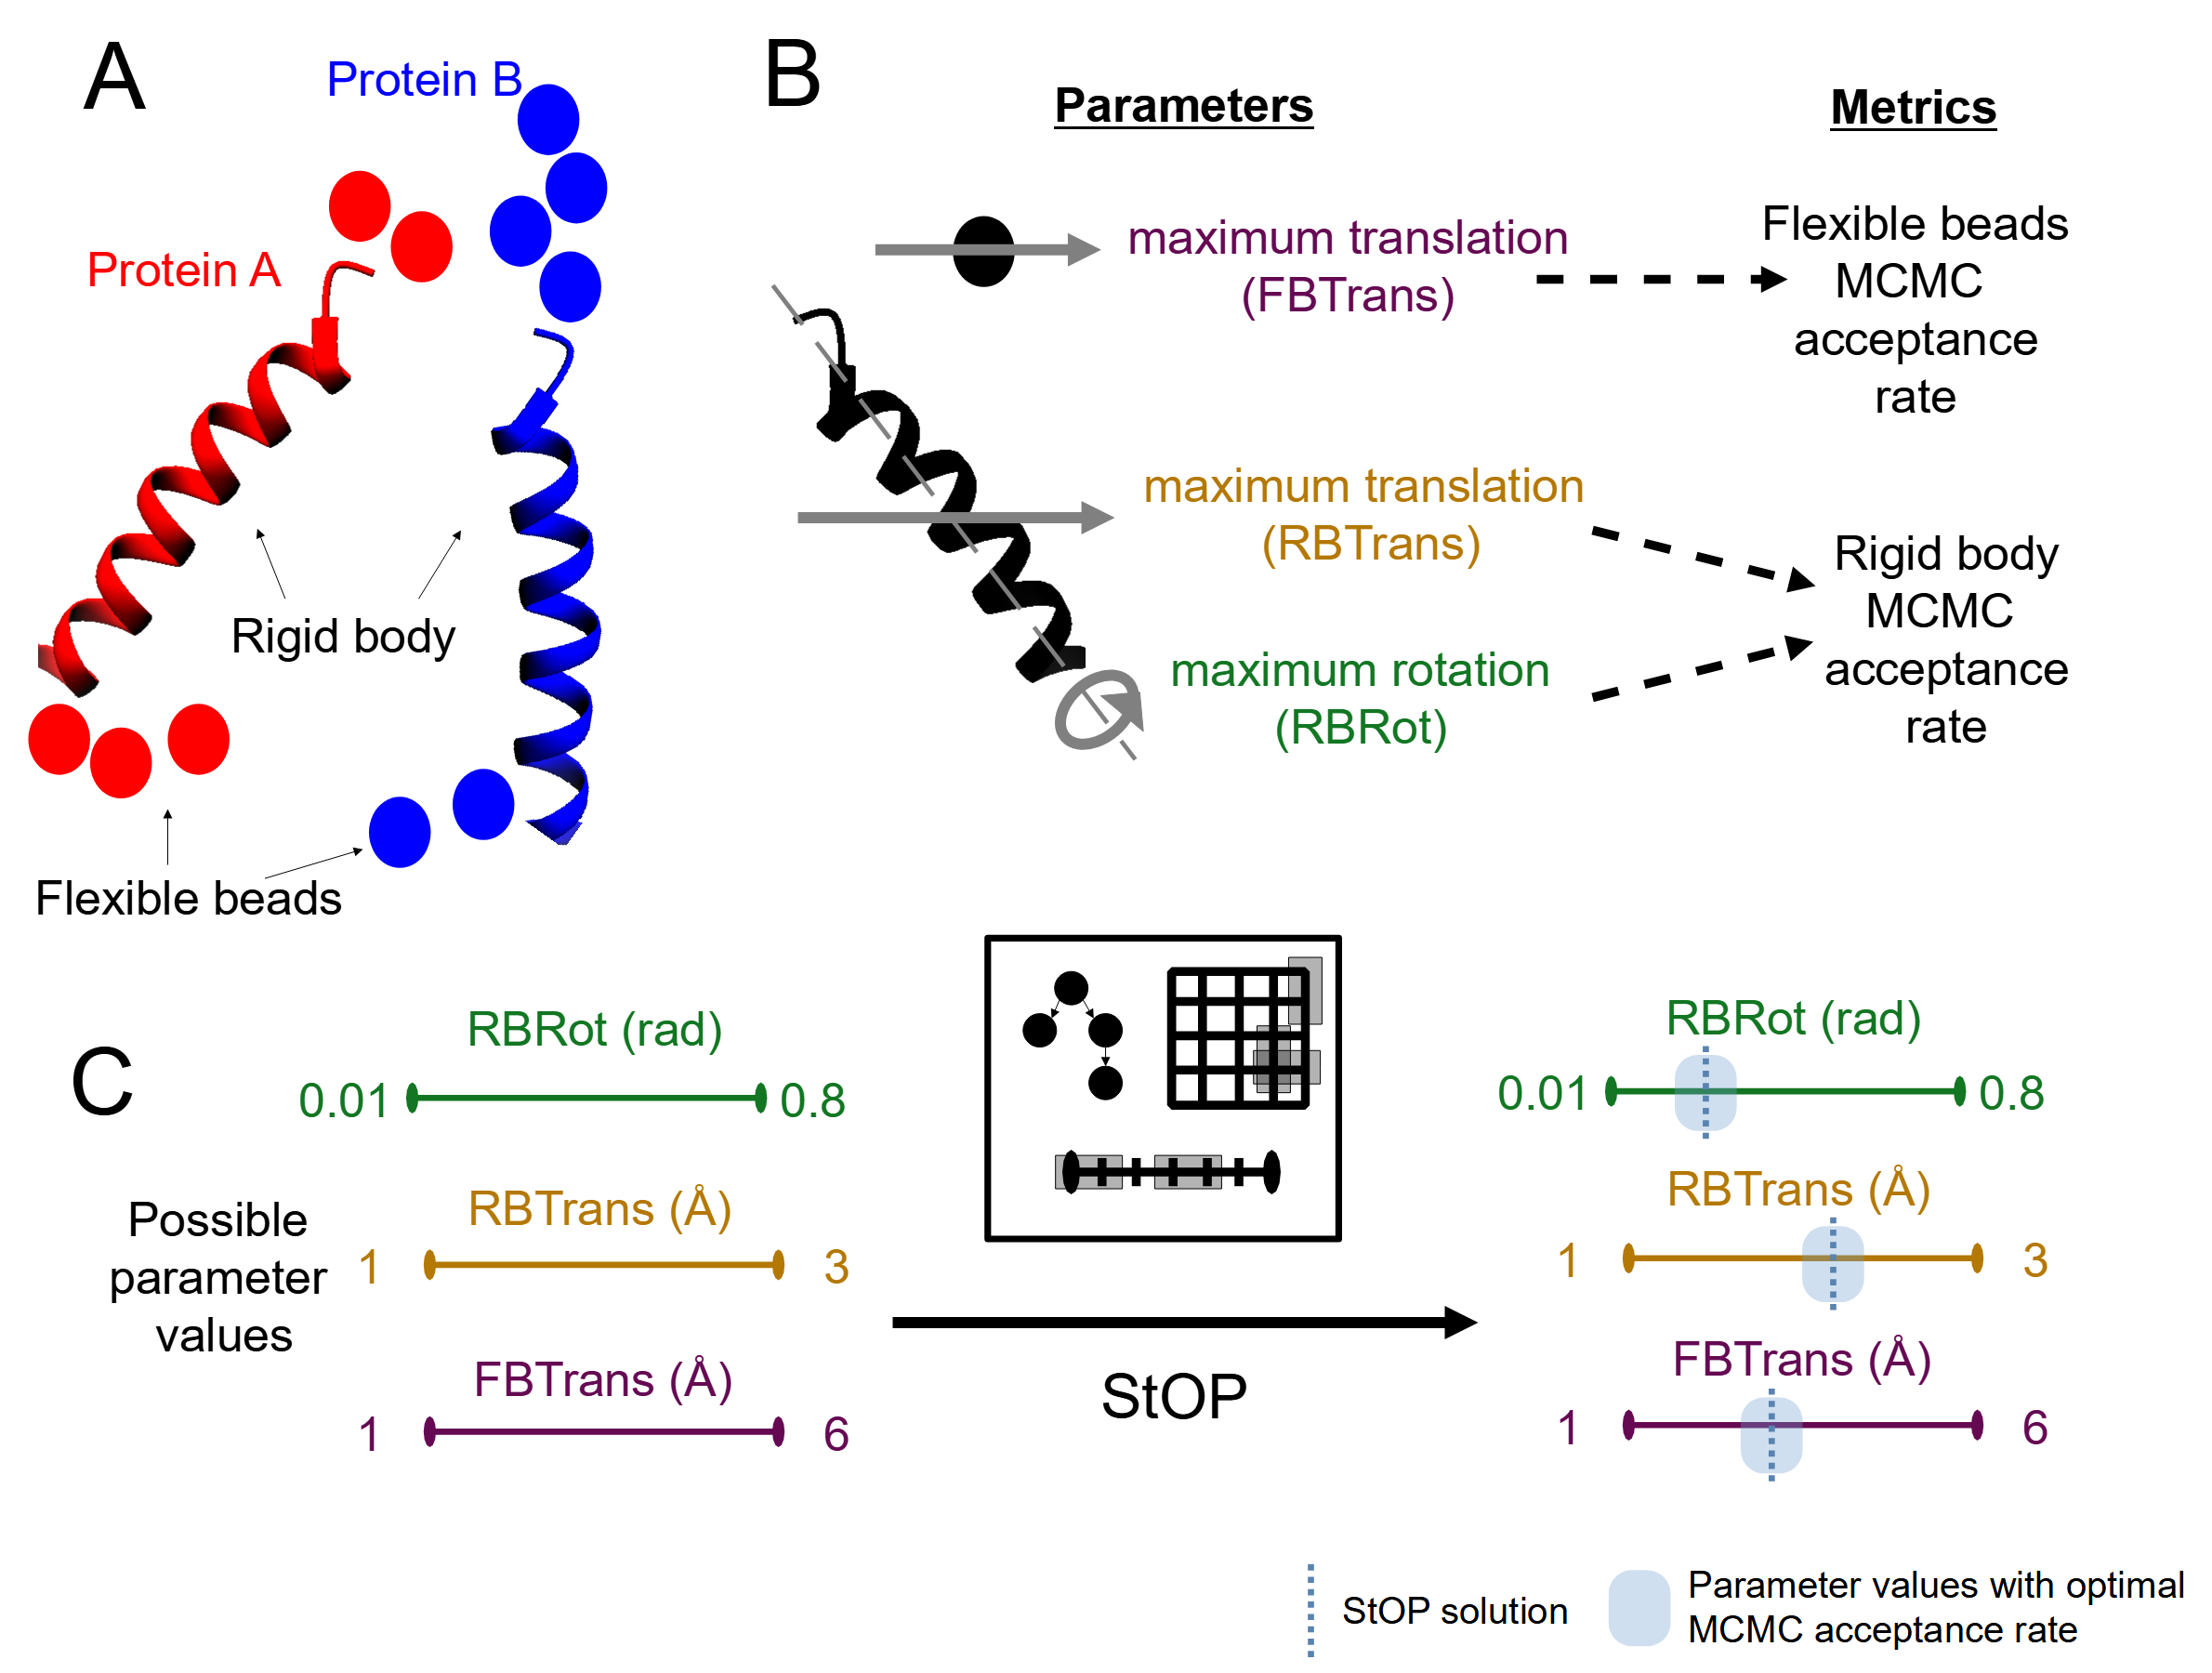 A
Protein B
Protein A
Rigid body
Flexible beads
B
Parameters
Metrics
maximum translation
(FBTrans)
Flexible beads
MCMC
acceptance
rate
maximum translation
(RBTrans)
maximum rotation
(RBRot)
Rigid body
MCMC
acceptance
rate
C
Possible
parameter
values
RBRot (rad)
0.01 0.8
RBTrans (Å)
1 3
FBTrans (Å)
1 6
StOP
RBRot (rad)
0.01 0.8
RBTrans (Å)
1 3
FBTrans (Å)
1 6
StOP solution
Parameter values with optimal
MCMC acceptance rate